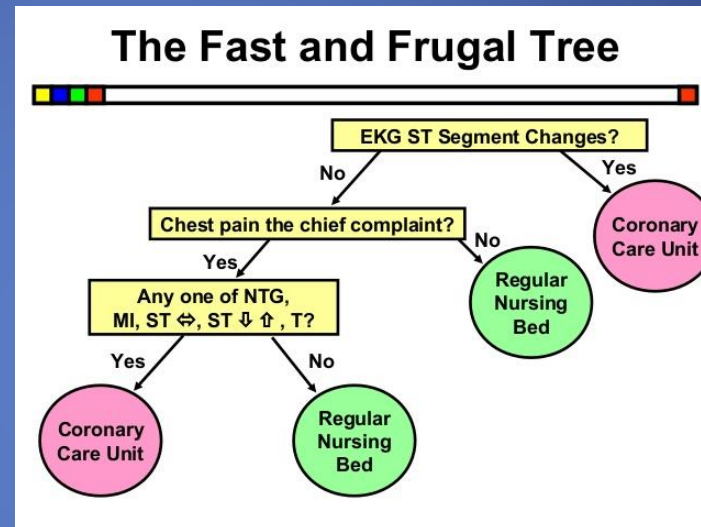 The Fast and Frugal Tree
EKG ST Segment Changes?
No
Yes
Coronary
Care Unit
Chest pain the chief complaint?
Yes
No
Regular
Nursing
Bed
Any one of NTG,
MI, ST ⇔, ST ⇩ ⇧ , T?
Yes
No
Coronary
Care Unit
Regular
Nursing
Bed